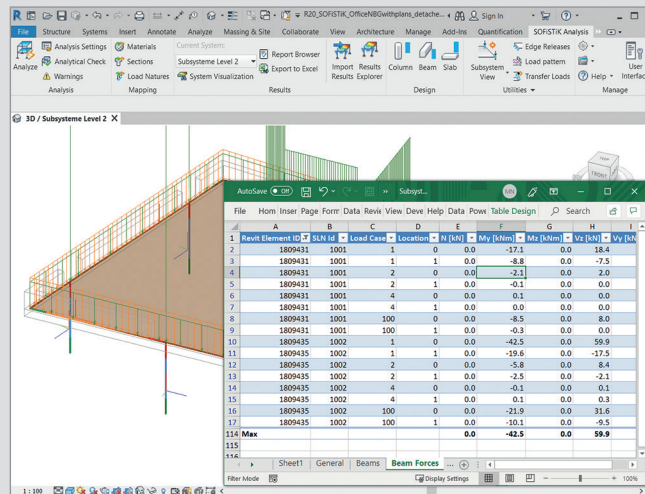 R20_SOFiSTiK_OfficeNBGwithplans_detache... Sign In
File Structure Systems Insert Annotate Analyze Massing & Site Collaborate View Manage Add-Ins Quantification SOFiSTiK Analysis
Analysis Settings Materials Current System: Report Browser Edge Releases
Analytical Check Sections Subsysteme Level 2 Export to Excel Load pattern
Warnings Load Natures System Visualization Transfer Loads Help
Analyze Import Results Results Explorer Column Beam Slab Subsystem View User Interfac
Analysis Mapping Results Design Utilities Manage
3D / Subsysteme Level 2
FRONT
AutoSave Off Subsyst... MN
File Hom Inser Page Form Data Revie View Deve Help Data Powe Table Design Search
A B C D E F G H I
1 Revit Element ID SLN Id Load Case Location N [kN] My [kNm] Mz [kNm] Vz [kN] Vy [kN
2 1809431 1001 1 0 0.0 -17.1 0.0 18.4
3 1809431 1001 1 1 0.0 -8.8 0.0 -7.5
4 1809431 1001 2 0 0.0 -2.1 0.0 2.0
5 1809431 1001 2 1 0.0 -0.1 0.0 0.0
6 1809431 1001 4 0 0.0 0.1 0.0 0.0
7 1809431 1001 4 1 0.0 0.0 0.0 0.0
8 1809431 1001 100 0 0.0 -8.5 0.0 8.0
9 1809431 1001 100 1 0.0 -0.3 0.0 0.0
10 1809435 1002 1 0 0.0 -42.5 0.0 59.9
11 1809435 1002 1 1 0.0 -19.6 0.0 -17.5
12 1809435 1002 2 0 0.0 -5.8 0.0 8.4
13 1809435 1002 2 1 0.0 -2.5 0.0 -2.1
14 1809435 1002 4 0 0.0 -0.1 0.0 0.1
15 1809435 1002 4 1 0.0 0.1 0.0 0.3
16 1809435 1002 100 0 0.0 -21.9 0.0 31.6
17 1809435 1002 100 1 0.0 -10.1 0.0 -9.5
114 Max 0.0 -42.5 0.0 59.9
115
116
Sheet1 General Beams Beam Forces ...
Filter Mode Display Settings 100%
1 : 100